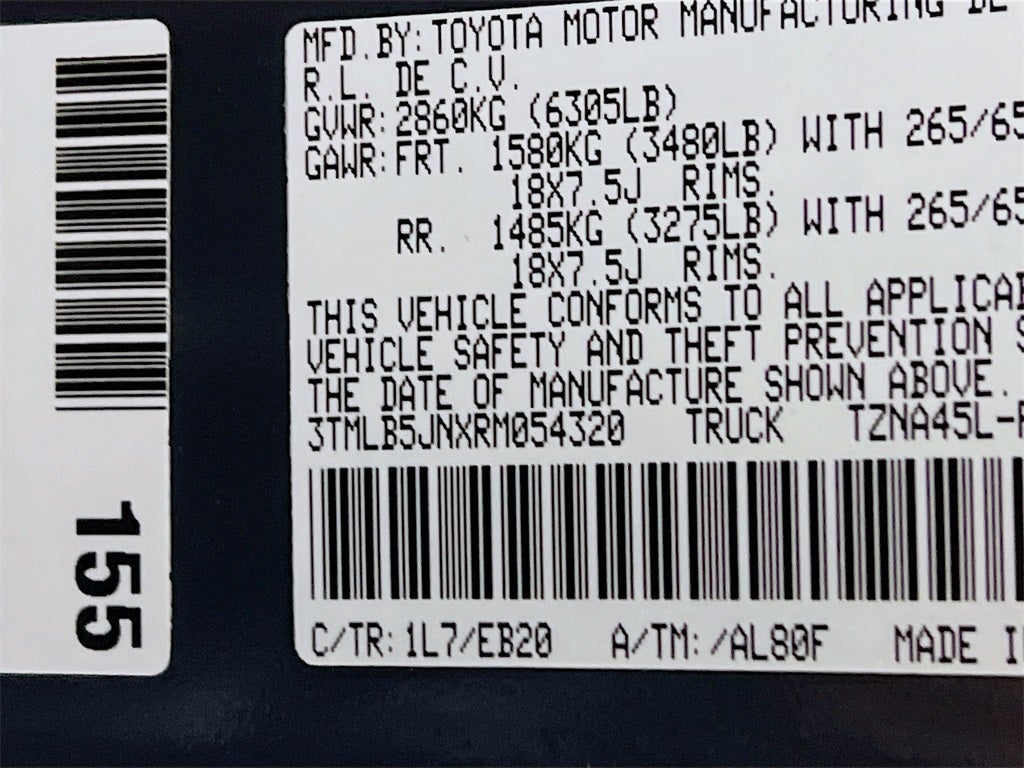 MFD.BY:TOYOTA MOTOR MANUFACTURING DE
R.L. DE C.V.
GVWR:2860KG (6305LB)
GAWR:FRT. 1580KG (3480LB) WITH 265/65
18X7.5J RIMS.
RR. 1485KG (3275LB) WITH 265/65
18X7.5J RIMS.
THIS VEHICLE CONFORMS TO ALL
VEHICLE SAFETY AND THEFT PREVENTION
THE DATE OF MANUFACTURE SHOWN ABOVE.
3TMLB5JNXRM054320 TRUCK TZNA45L-
C/TR:1L7/EB20 A/TM:/AL80F MADE
155